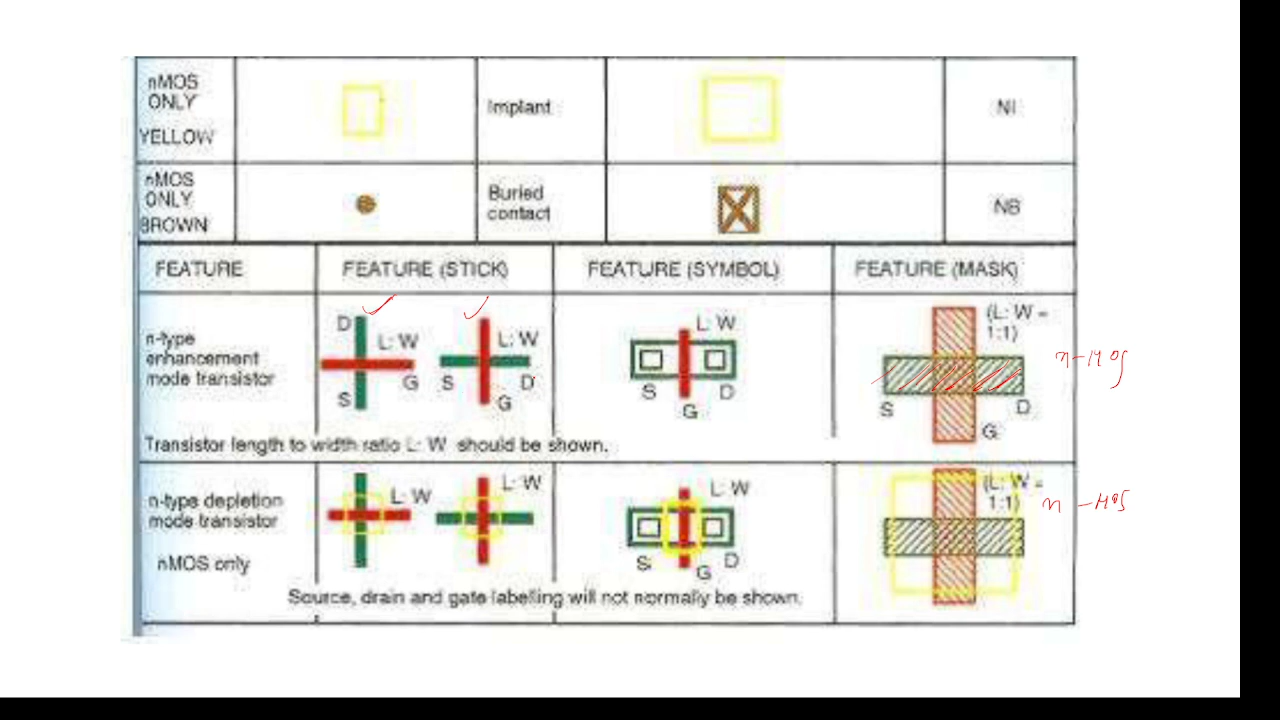 nMOS
ONLY
YELLOW
Implant
NI
nMOS
ONLY
BROWN
Buried
contact
NB
FEATURE
FEATURE (STICK)
FEATURE (SYMBOL)
FEATURE (MASK)
n-type
enhancement
mode transistor
D
L: W
G
S
L: W
S
D
G
L: W
S
D
G
(L: W =
1:1)
S
D
G
n-Mos
Transistor length to width ratio L: W should be shown.
n-type depletion
mode transistor
nMOS only
L: W
L: W
L: W
S
D
G
(L: W =
1:1)
n-Mos
Source, drain and gate labelling will not normally be shown.